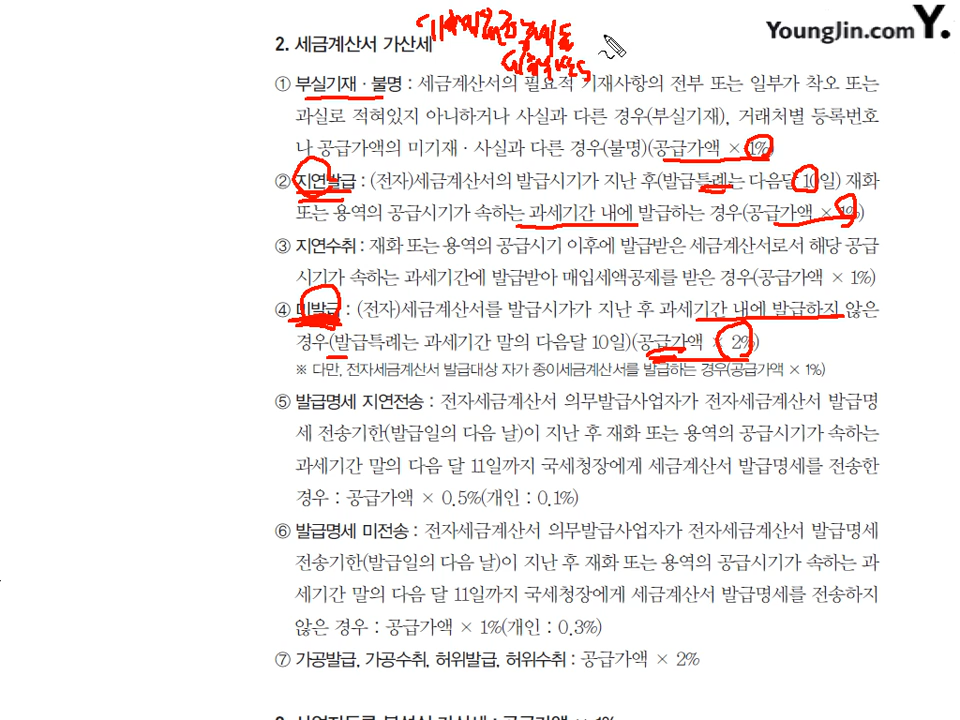 YoungJin.com Y.
2. 세금계산서 가산세
① 부실기재 · 불명 : 세금계산서의 필요적 기재사항의 전부 또는 일부가 착오 또는
과실로 적혀있지 아니하거나 사실과 다른 경우(부실기재), 거래처별 등록번호
나 공급가액의 미기재 · 사실과 다른 경우(불명)(공급가액 × 1%)
② 지연발급 : (전자)세금계산서의 발급시기가 지난 후(발급특례는 다음달 10일) 재화
또는 용역의 공급시기가 속하는 과세기간 내에 발급하는 경우(공급가액 × 1%)
③ 지연수취 : 재화 또는 용역의 공급시기 이후에 발급받은 세금계산서로서 해당 공급
시기가 속하는 과세기간에 발급받아 매입세액공제를 받은 경우(공급가액 × 1%)
④ 미발급 : (전자)세금계산서를 발급시기가 지난 후 과세기간 내에 발급하지 않은
경우(발급특례는 과세기간 말의 다음달 10일)(공급가액 × 2%)
※ 다만, 전자세금계산서 발급대상 자가 종이세금계산서를 발급하는 경우(공급가액 × 1%)
⑤ 발급명세 지연전송 : 전자세금계산서 의무발급사업자가 전자세금계산서 발급명
세 전송기한(발급일의 다음 날)이 지난 후 재화 또는 용역의 공급시기가 속하는
과세기간 말의 다음 달 11일까지 국세청장에게 세금계산서 발급명세를 전송한
경우 : 공급가액 × 0.5%(개인 : 0.1%)
⑥ 발급명세 미전송 : 전자세금계산서 의무발급사업자가 전자세금계산서 발급명세
전송기한(발급일의 다음 날)이 지난 후 재화 또는 용역의 공급시기가 속하는 과
세기간 말의 다음 달 11일까지 국세청장에게 세금계산서 발급명세를 전송하지
않은 경우 : 공급가액 × 1%(개인 : 0.3%)
⑦ 가공발급, 가공수취, 허위발급, 허위수취 : 공급가액 × 2%